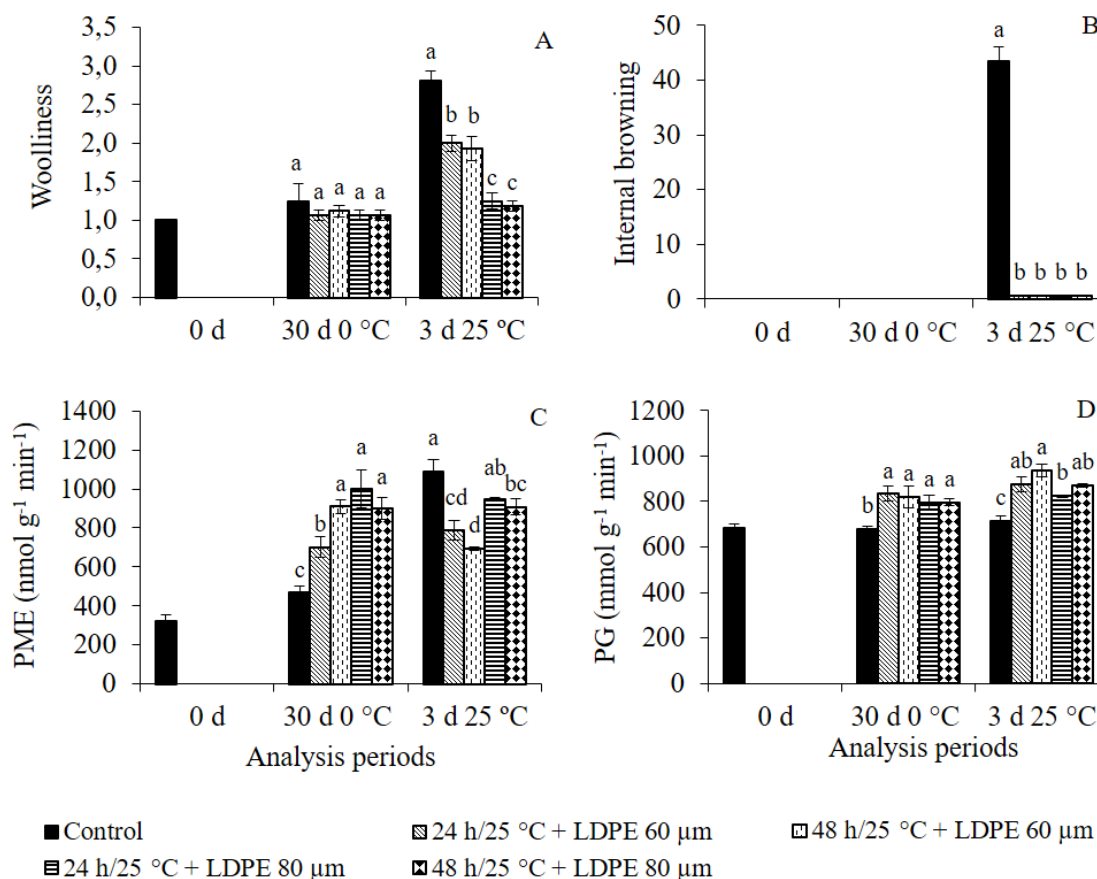 A
Woolliness
3,5
3,0
2,5
2,0
1,5
1,0
0,5
0,0
a
a a a a
a
b b
c c
0 d 30 d 0 °C 3 d 25 °C
B
Internal browning
50
40
30
20
10
0
a
b b b b
0 d 30 d 0 °C 3 d 25 °C
C
PME (nmol g-1 min-1)
1400
1200
1000
800
600
400
200
0
c
b
a
a
a
a
cd
d
ab
bc
0 d 30 d 0 °C 3 d 25 °C
Analysis periods
D
PG (mmol g-1 min-1)
1200
1000
800
600
400
200
0
b
a a a a
c
ab
a
b
ab
0 d 30 d 0 °C 3 d 25 °C
Analysis periods
Control 24 h/25 °C + LDPE 60 µm 48 h/25 °C + LDPE 60 µm
24 h/25 °C + LDPE 80 µm 48 h/25 °C + LDPE 80 µm